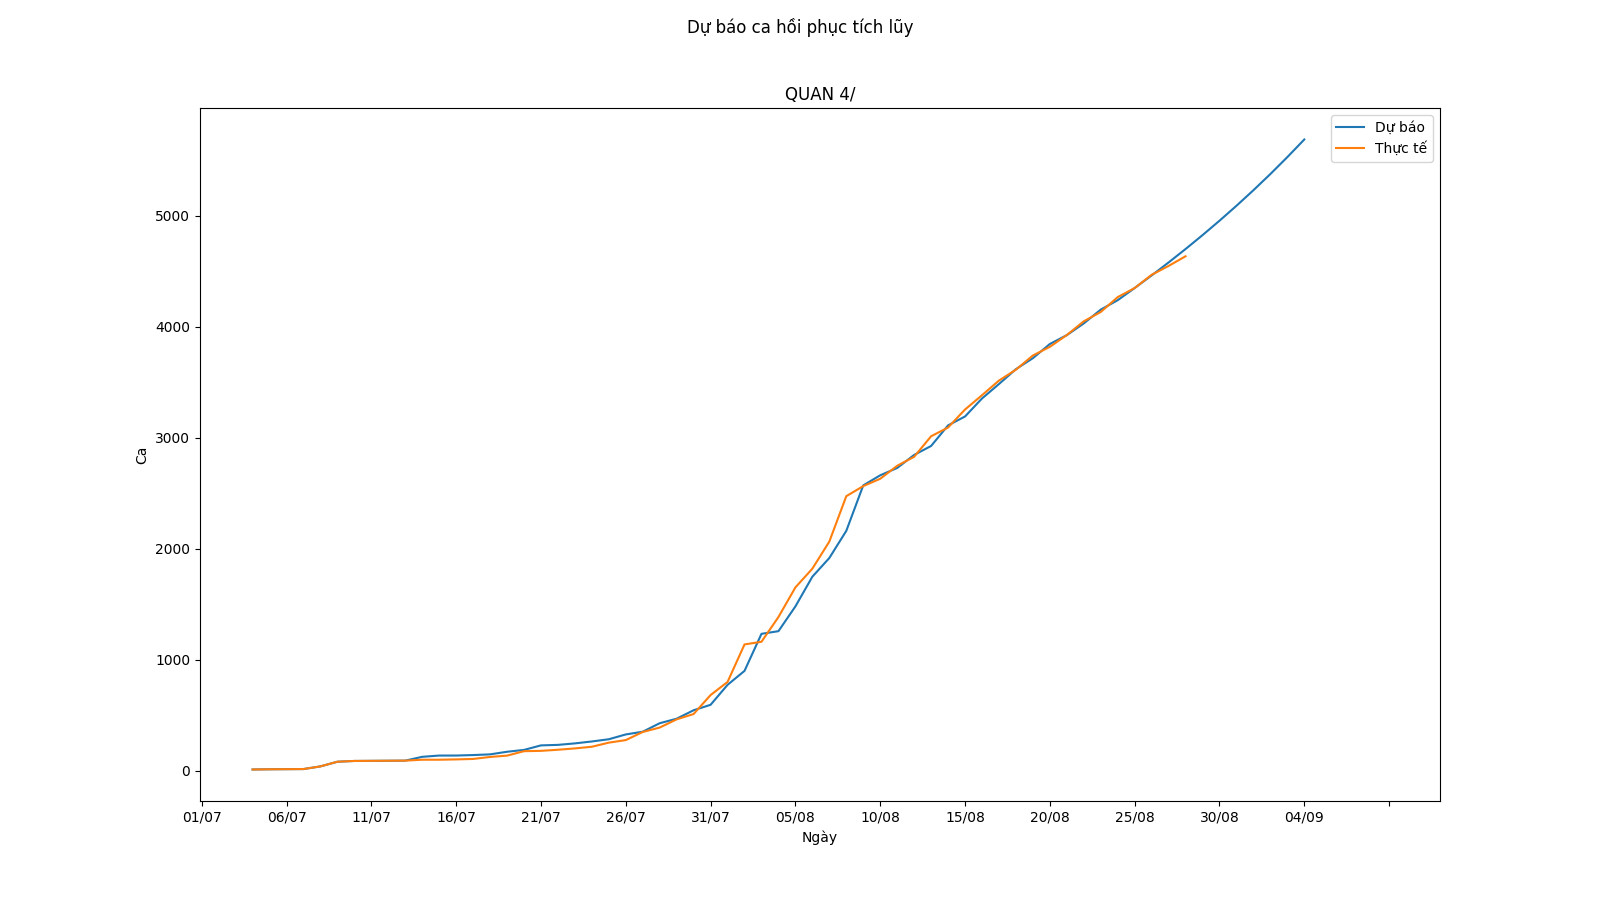 Dự báo ca hồi phục tích lũy
QUAN 4/
Dự báo
Thực tế
5000
4000
3000
2000
1000
0
Ca
01/07 06/07 11/07 16/07 21/07 26/07 31/07 05/08 10/08 15/08 20/08 25/08 30/08 04/09
Ngày